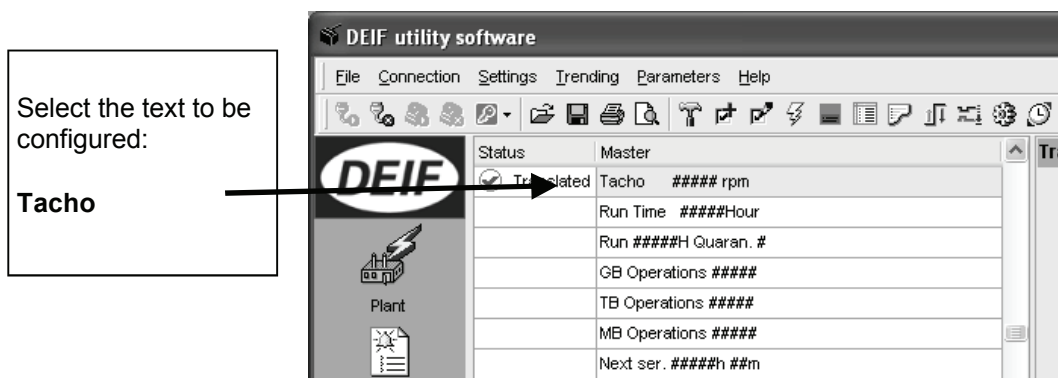 Select the text to be
configured:
Tacho
DEIF utility software
File Connection Settings Trending Parameters Help
DEIF
Status Master
Translated Tacho ##### rpm
Run Time #####Hour
Run #####H Quaran. #
GB Operations #####
TB Operations #####
MB Operations #####
Next ser. #####h ##m
Plant